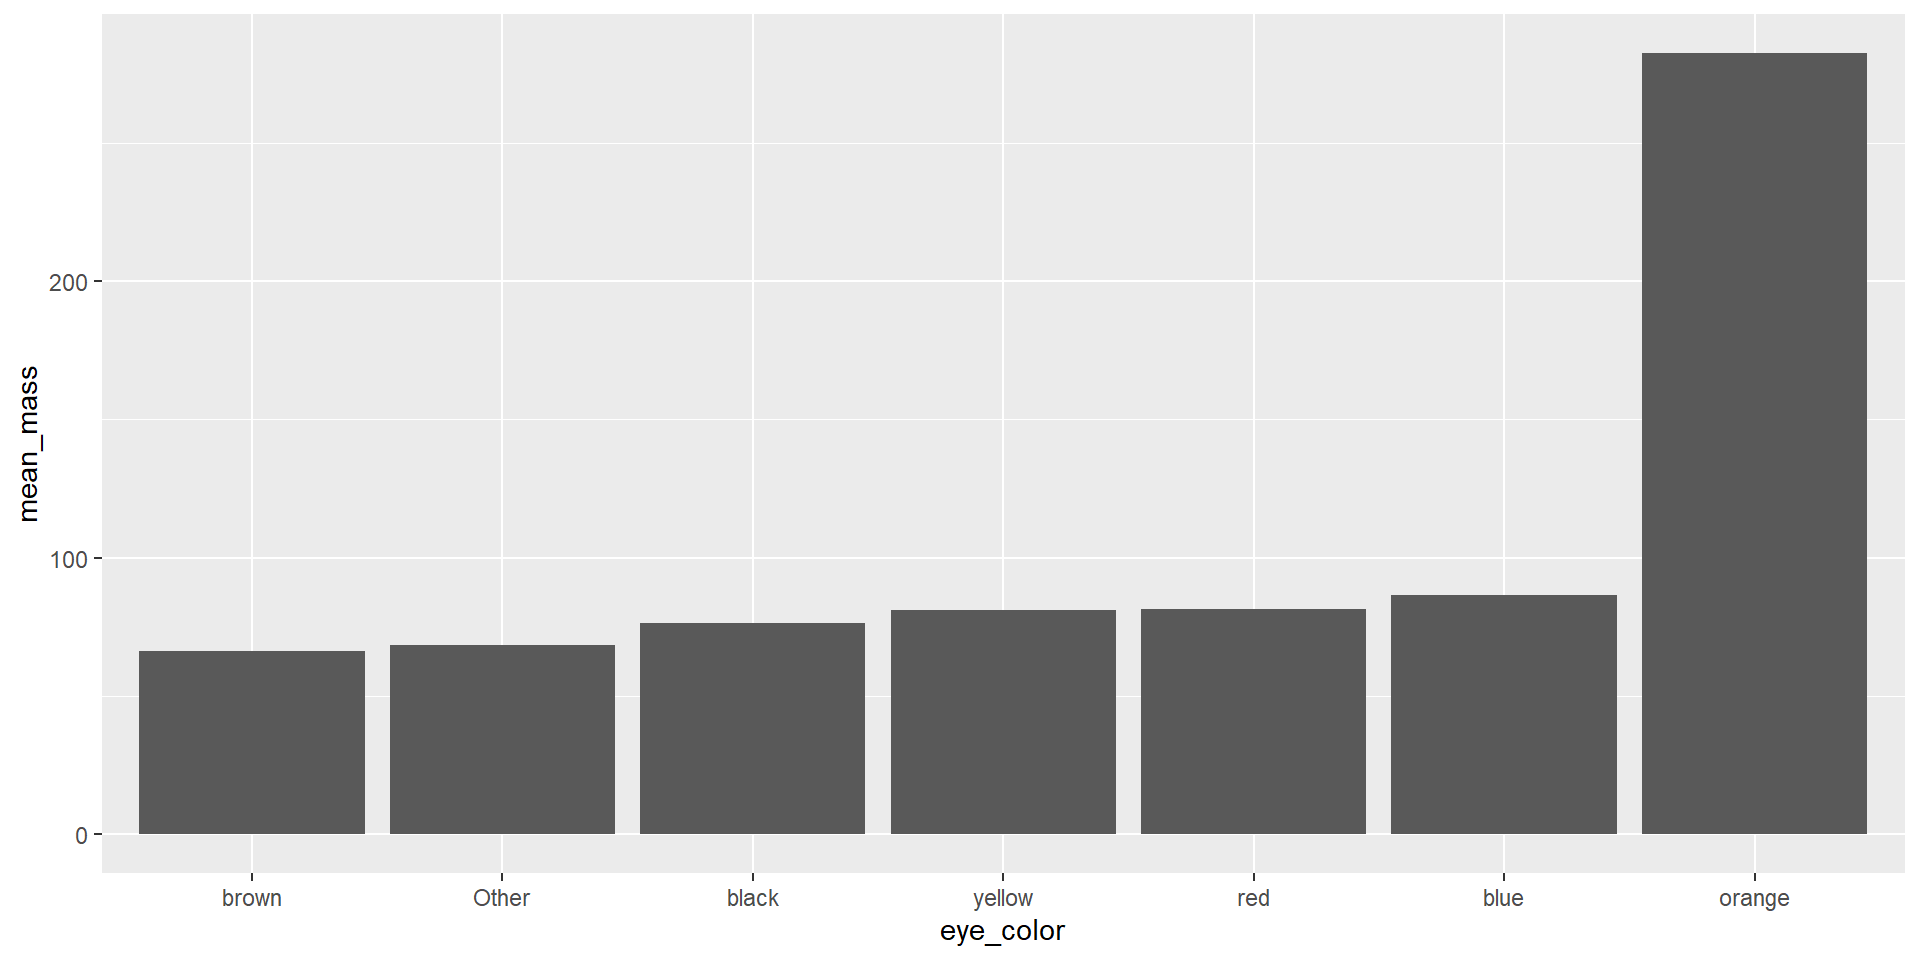 mean_mass
200
100
0
brown Other black yellow red blue orange
eye_color